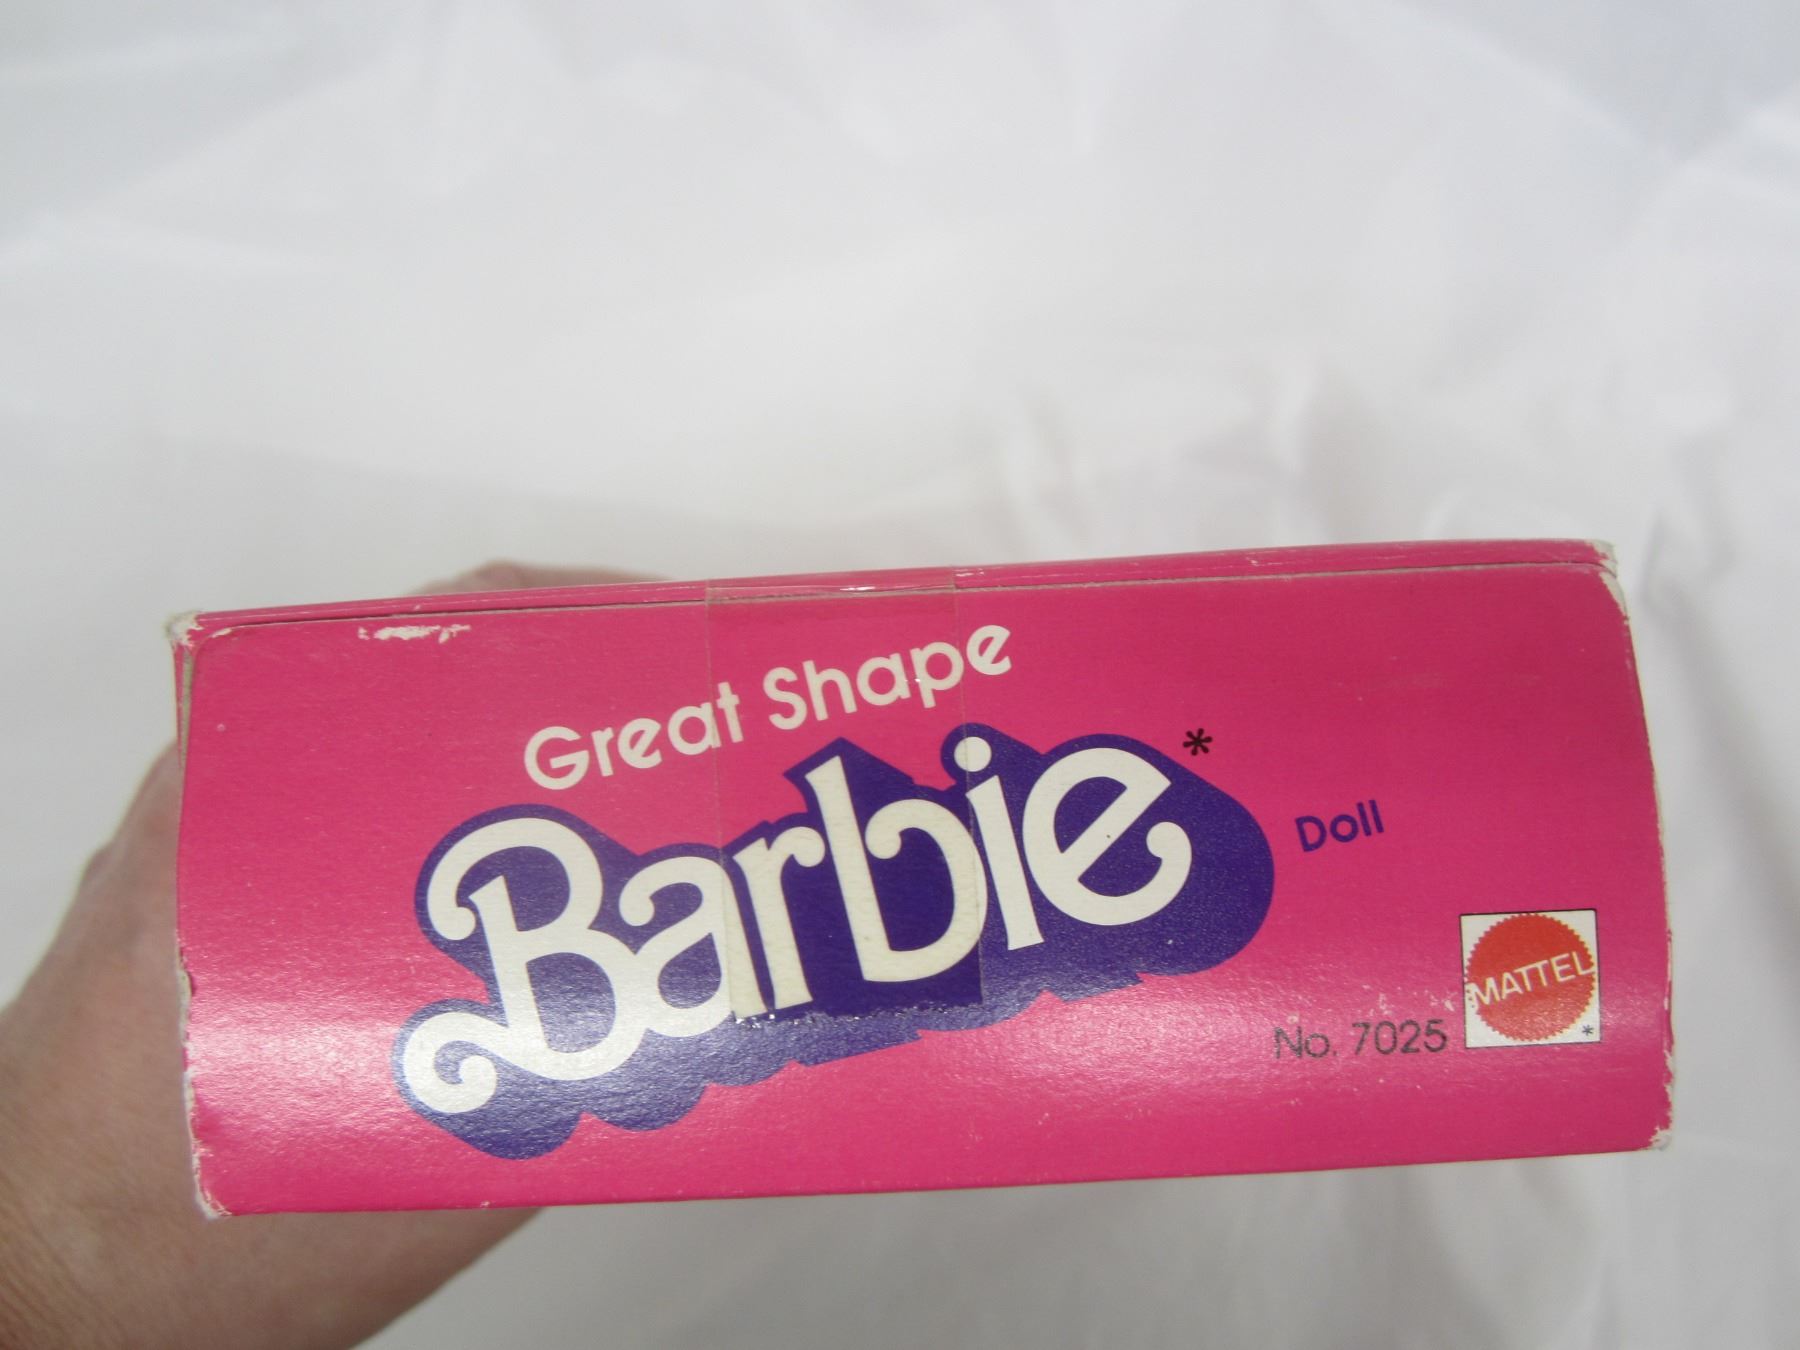 Great Shape
Barbie*
Doll
No. 7025
MATTEL
*